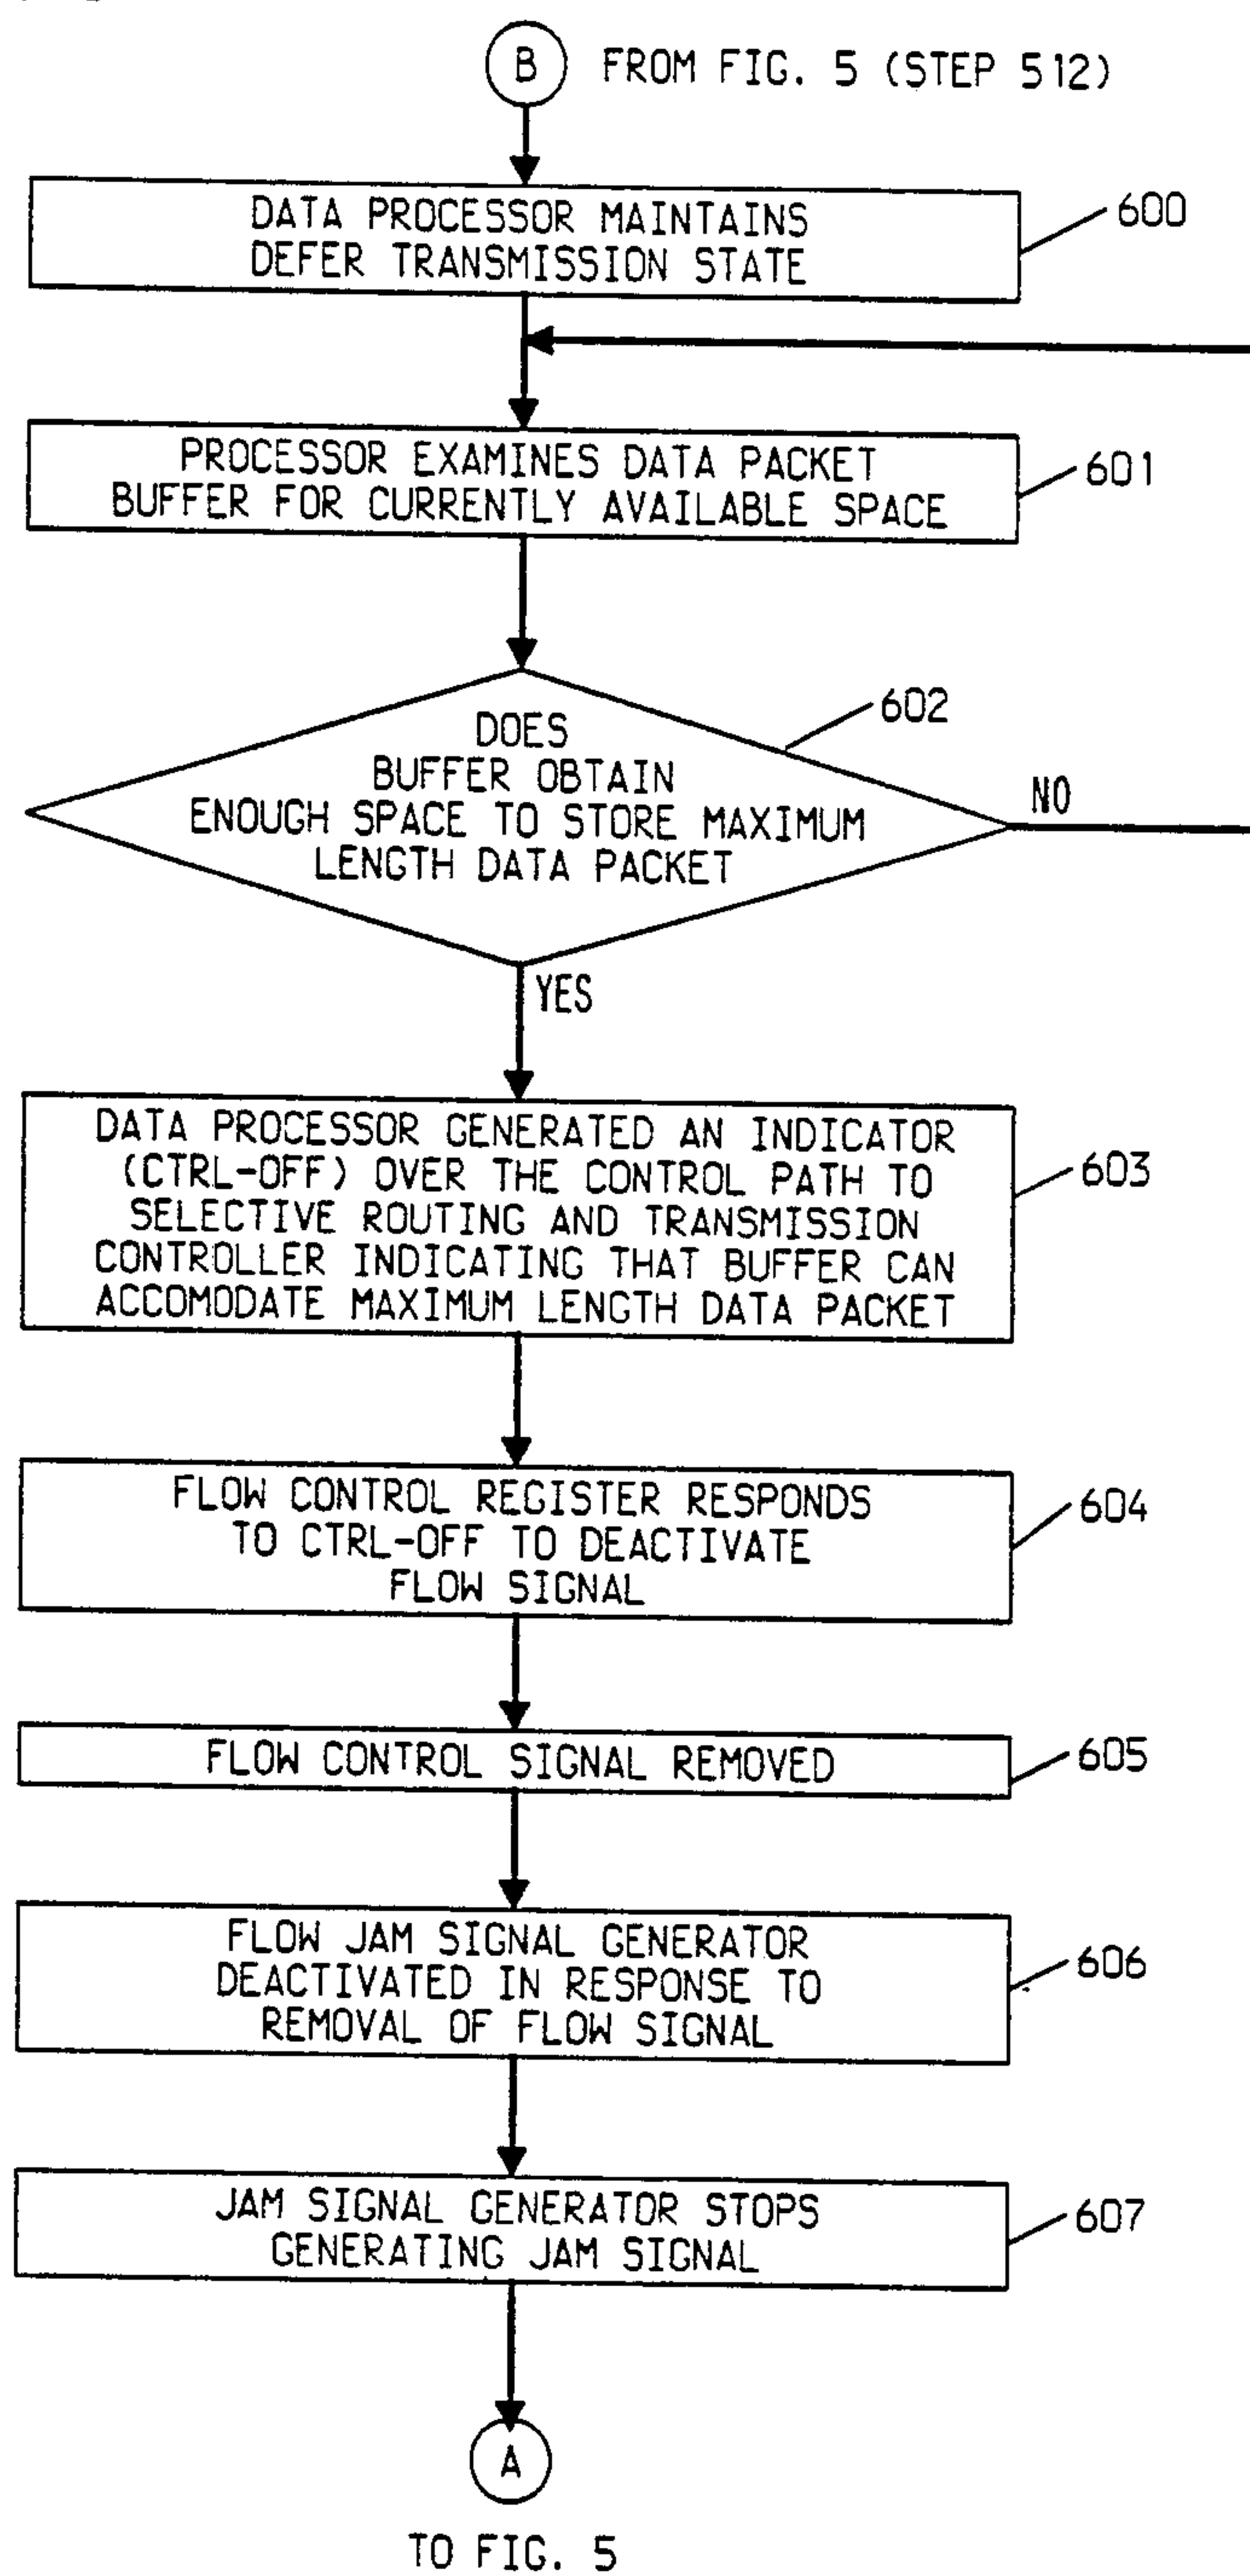 B FROM FIG. 5 (STEP 512)
DATA PROCESSOR MAINTAINS
DEFER TRANSMISSION STATE
600
PROCESSOR EXAMINES DATA PACKET
BUFFER FOR CURRENTLY AVAILABLE SPACE
601
DOES
BUFFER OBTAIN
ENOUGH SPACE TO STORE MAXIMUM
LENGTH DATA PACKET
602
NO
YES
DATA PROCESSOR GENERATED AN INDICATOR
(CTRL-OFF) OVER THE CONTROL PATH TO
SELECTIVE ROUTING AND TRANSMISSION
CONTROLLER INDICATING THAT BUFFER CAN
ACCOMODATE MAXIMUM LENGTH DATA PACKET
603
FLOW CONTROL REGISTER RESPONDS
TO CTRL-OFF TO DEACTIVATE
FLOW SIGNAL
604
FLOW CONTROL SIGNAL REMOVED
605
FLOW JAM SIGNAL GENERATOR
DEACTIVATED IN RESPONSE TO
REMOVAL OF FLOW SIGNAL
606
JAM SIGNAL GENERATOR STOPS
GENERATING JAM SIGNAL
607
A
TO FIG. 5